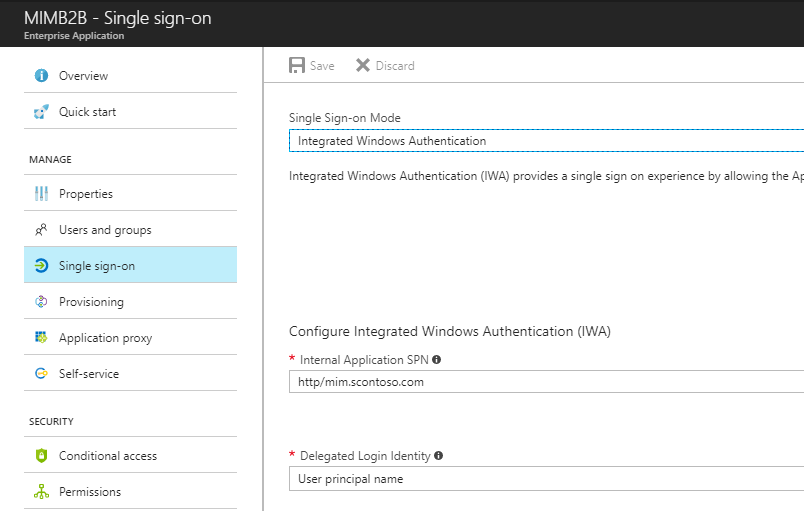 MIMB2B - Single sign-on
Enterprise Application
Overview
Quick start
MANAGE
Properties
Users and groups
Single sign-on
Provisioning
Application proxy
Self-service
SECURITY
Conditional access
Permissions
Save Discard
Single Sign-on Mode
Integrated Windows Authentication
Integrated Windows Authentication (IWA) provides a single sign on experience by allowing the Ap
Configure Integrated Windows Authentication (IWA)
* Internal Application SPN
http/mim.scontoso.com
* Delegated Login Identity
User principal name